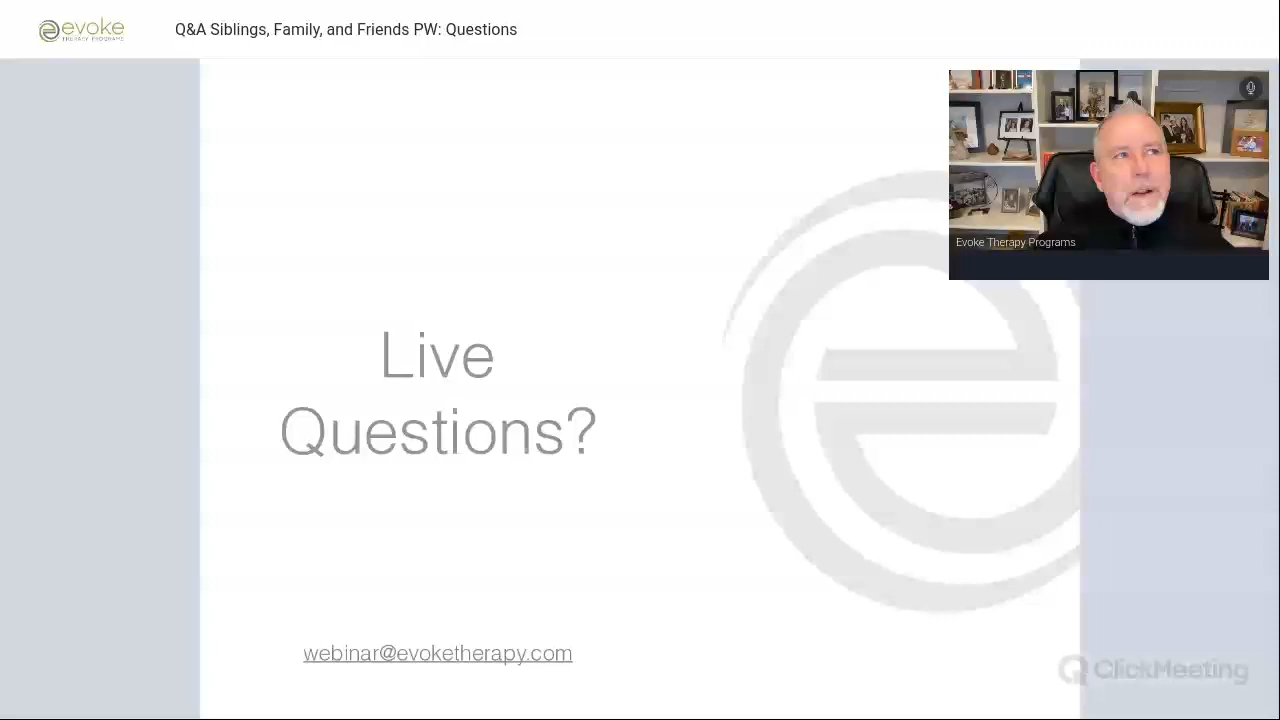 evoke
THERAPY PROGRAMS
Q&A Siblings, Family, and Friends PW: Questions
Evoke Therapy Programs
Live
Questions?
webinar@evoketherapy.com
ClickMeeting